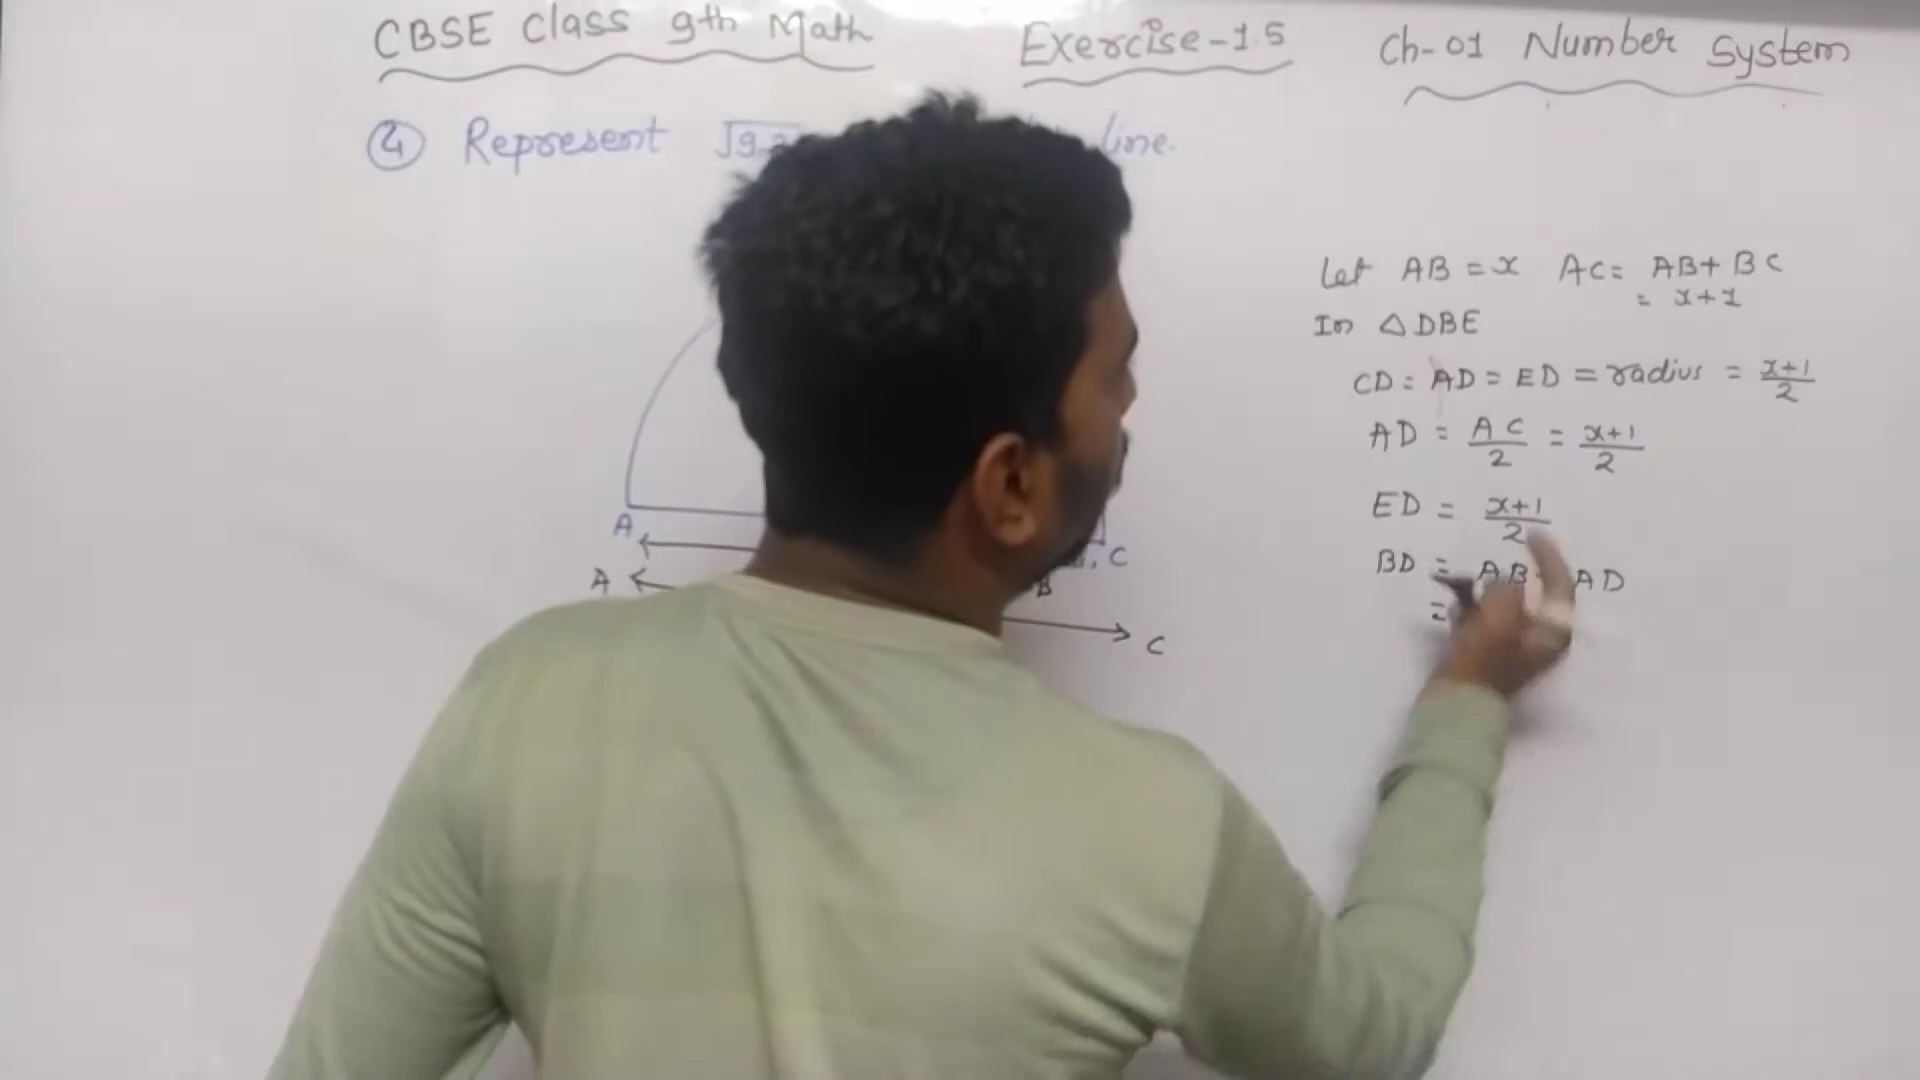 CBSE Class 9th Math Exercise-1.5 Ch-01 Number System
④ Represent √9. line.
Let AB = x AC = AB + BC
= x+1
In △DBE
CD = AD = ED = radius = x+1/2
AD = AC/2 = x+1/2
ED = x+1/2
BD = AB AD
=
A
C
A
B
C